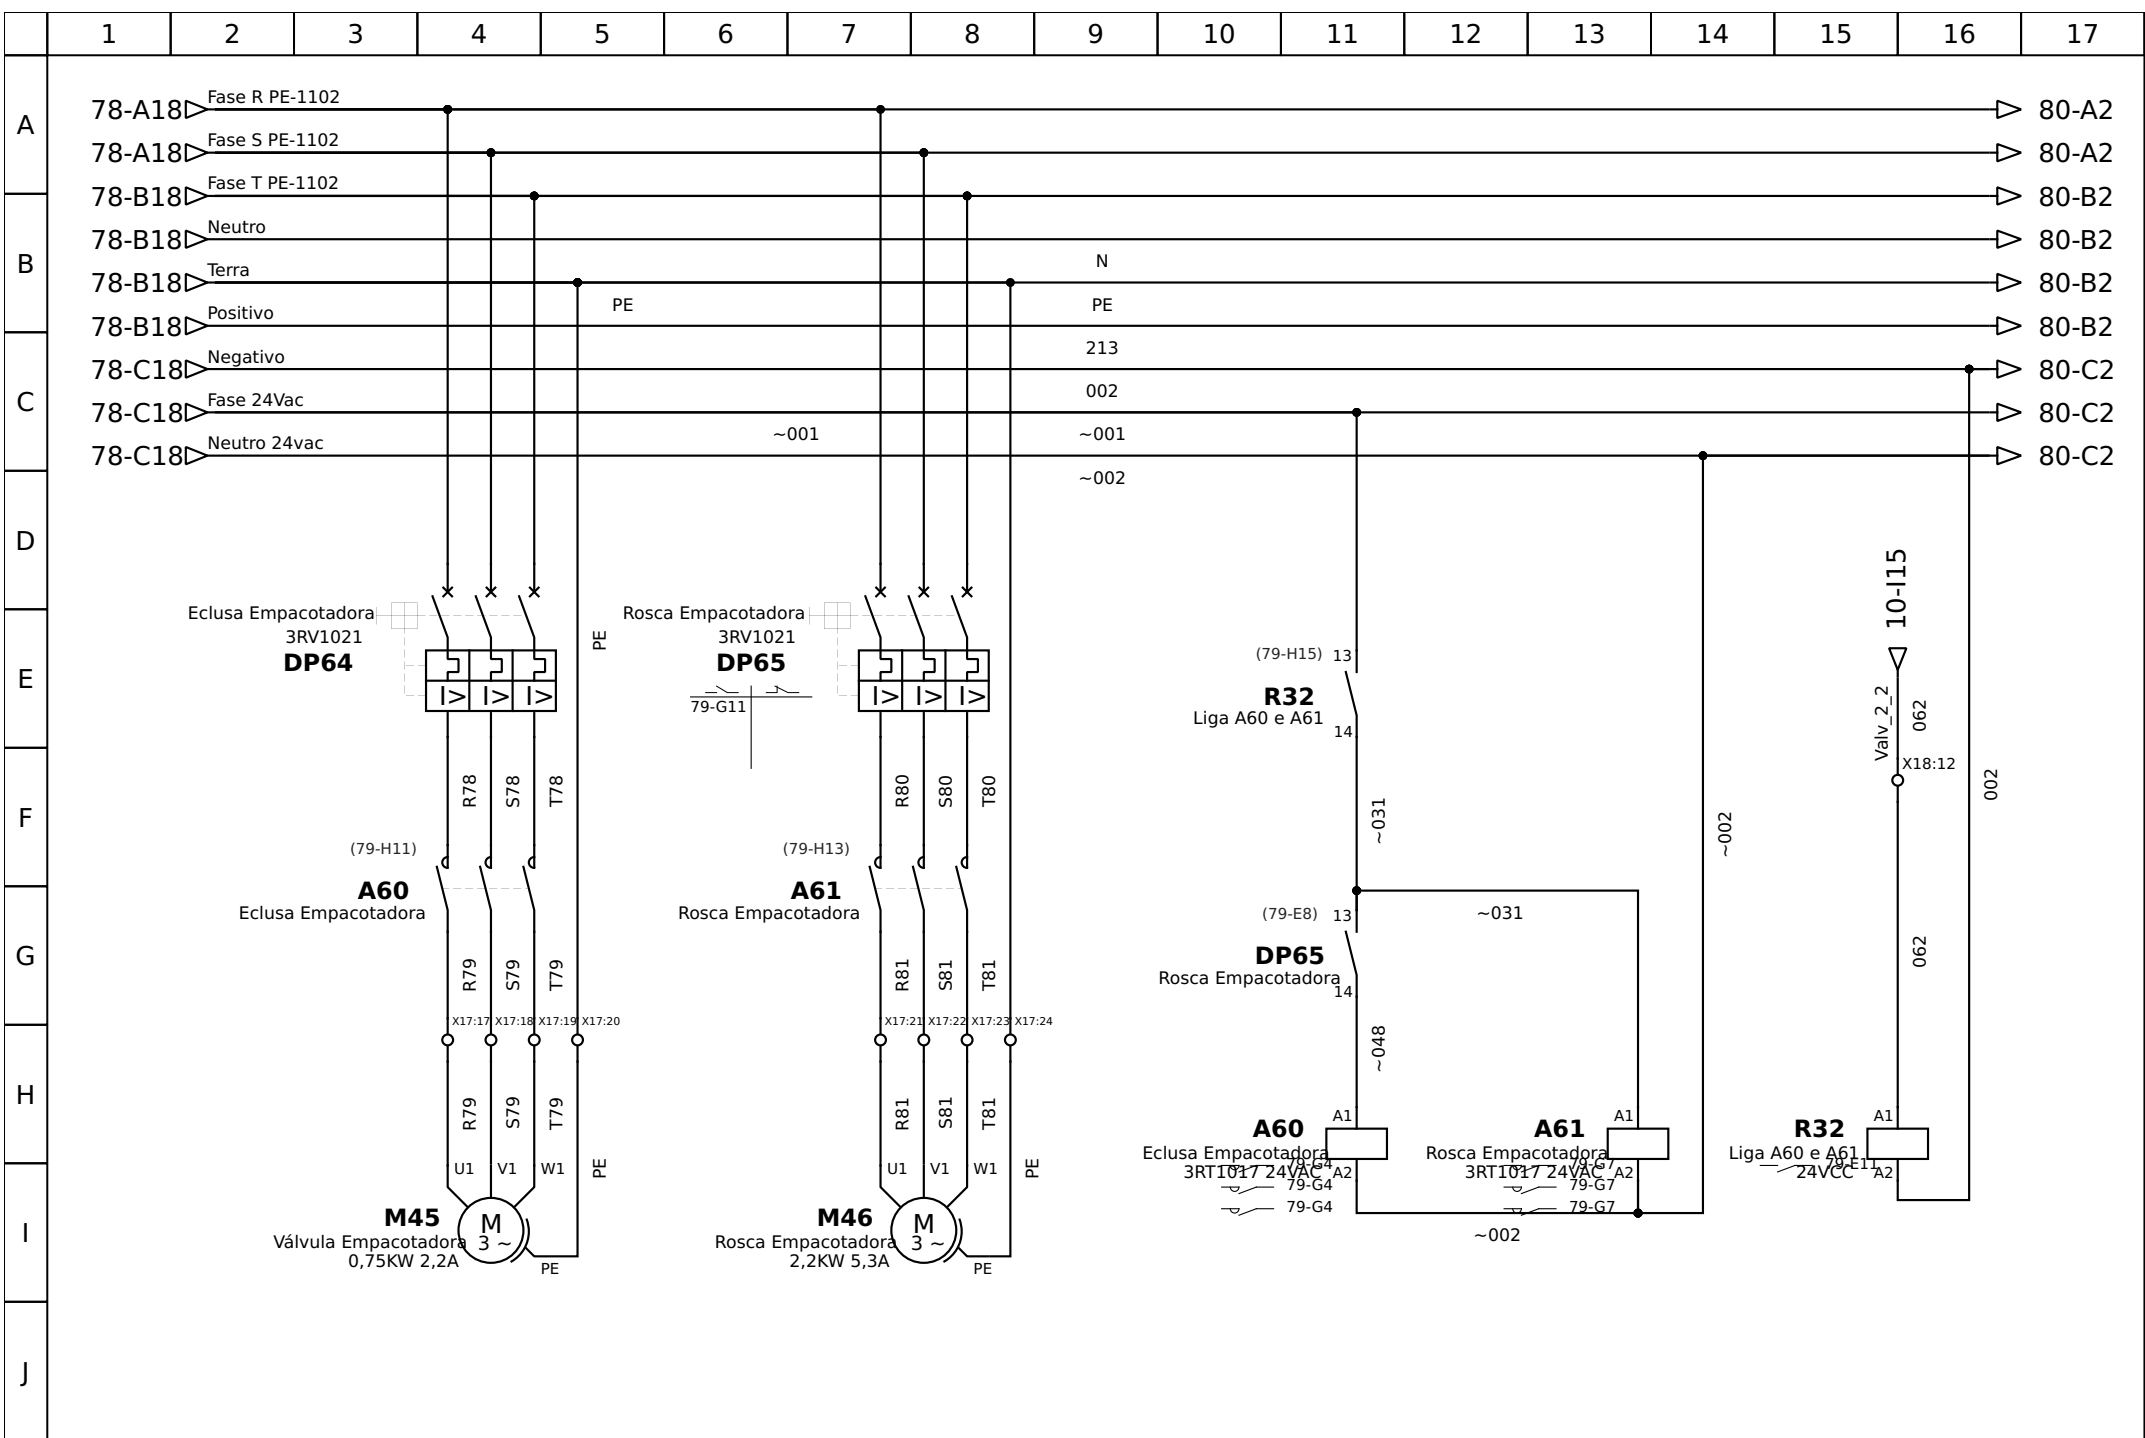 1 2 3 4 5 6 7 8 9 10 11 12 13 14 15 16 17
A
78-A18 Fase R PE-1102 80-A2
78-A18 Fase S PE-1102 80-A2
78-B18 Fase T PE-1102 80-B2
B
78-B18 Neutro 80-B2
N
78-B18 Terra 80-B2
PE PE
78-B18 Positivo 80-B2
213
78-C18 Negativo 80-C2
002
C
78-C18 Fase 24Vac 80-C2
~001 ~001
78-C18 Neutro 24vac 80-C2
~002
D
E
Eclusa Empacotadora
3RV1021
DP64
I> I> I>
PE
Rosca Empacotadora
3RV1021
DP65
79-G11
I> I> I>
(79-H15) 13
R32
Liga A60 e A61
14
10-I15
Valv_2_2
062
X18:12
002
F
R78 S78 T78
R80 S80 T80
~031
~002
(79-H11)
A60
Eclusa Empacotadora
(79-H13)
A61
Rosca Empacotadora
(79-E8) 13
DP65
Rosca Empacotadora
14
~031
062
G
R79 S79 T79
R81 S81 T81
~048
X17:17 X17:18 X17:19 X17:20
X17:21 X17:22 X17:23 X17:24
H
R79 S79 T79
R81 S81 T81
U1 V1 W1 PE
U1 V1 W1 PE
A1
A60
Eclusa Empacotadora
3RT1017 24VAC A2
79-G4
79-G4
79-G4
A1
A61
Rosca Empacotadora
3RT1017 24VAC A2
79-G7
79-G7
79-G7
A1
R32
Liga A60 e A61
79-E11
24VCC A2
~002
I
M45
Válvula Empacotadora
0,75KW 2,2A
M
3 ~
PE
M46
Rosca Empacotadora
2,2KW 5,3A
M
3 ~
PE
J